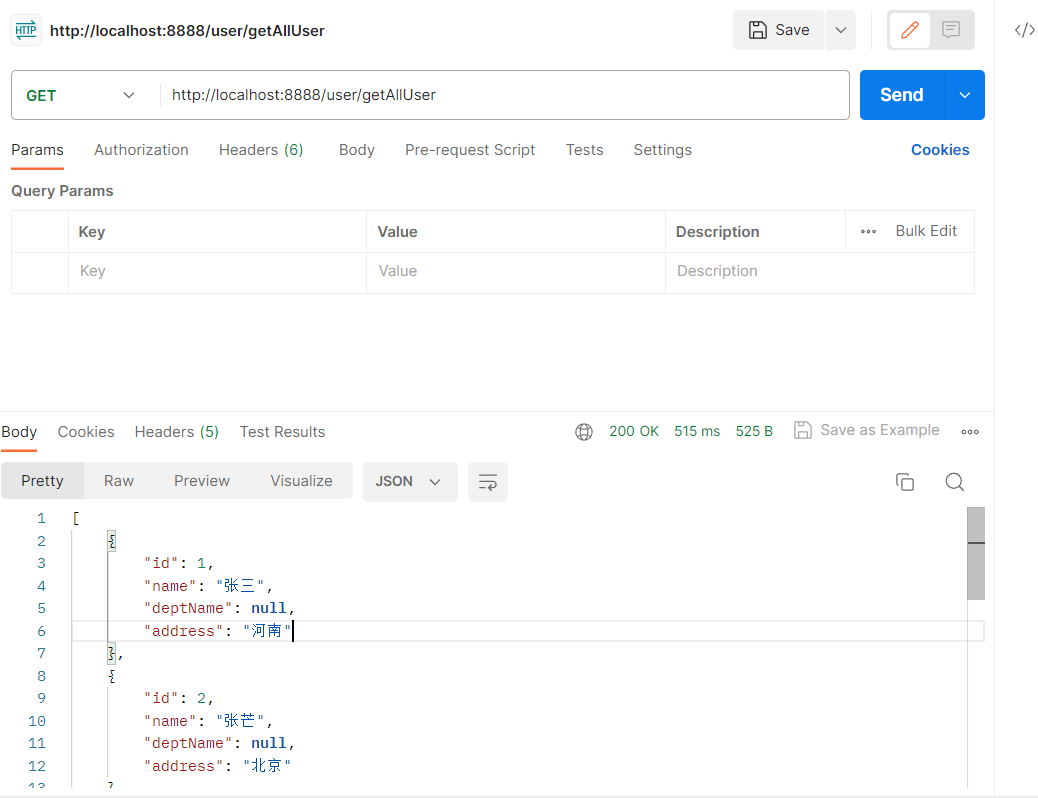 HTTP http://localhost:8888/user/getAllUser Save </>
GET http://localhost:8888/user/getAllUser Send
Params Authorization Headers (6) Body Pre-request Script Tests Settings Cookies
Query Params
Key Value Description ••• Bulk Edit
Key Value Description
Body Cookies Headers (5) Test Results 200 OK 515 ms 525 B Save as Example
Pretty Raw Preview Visualize JSON
1 [
2 {
3 "id": 1,
4 "name": "张三",
5 "deptName": null,
6 "address": "河南"
7 },
8 {
9 "id": 2,
10 "name": "张芒",
11 "deptName": null,
12 "address": "北京"
13